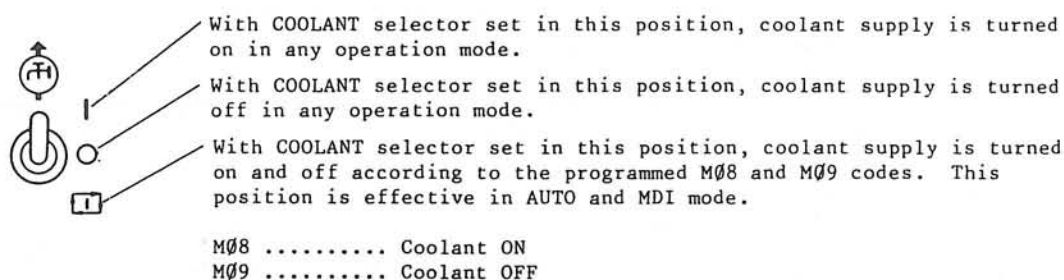 With COOLANT selector set in this position, coolant supply is turned
on in any operation mode.
With COOLANT selector set in this position, coolant supply is turned
off in any operation mode.
With COOLANT selector set in this position, coolant supply is turned
on and off according to the programmed MØ8 and MØ9 codes. This
position is effective in AUTO and MDI mode.
MØ8 .......... Coolant ON
MØ9 .......... Coolant OFF